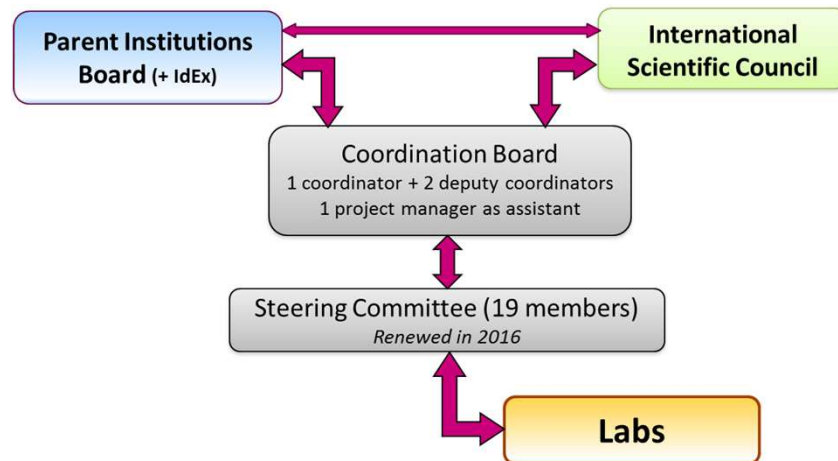 Parent Institutions
Board (+ IdEx)
International
Scientific Council
Coordination Board
1 coordinator + 2 deputy coordinators
1 project manager as assistant
Steering Committee (19 members)
Renewed in 2016
Labs